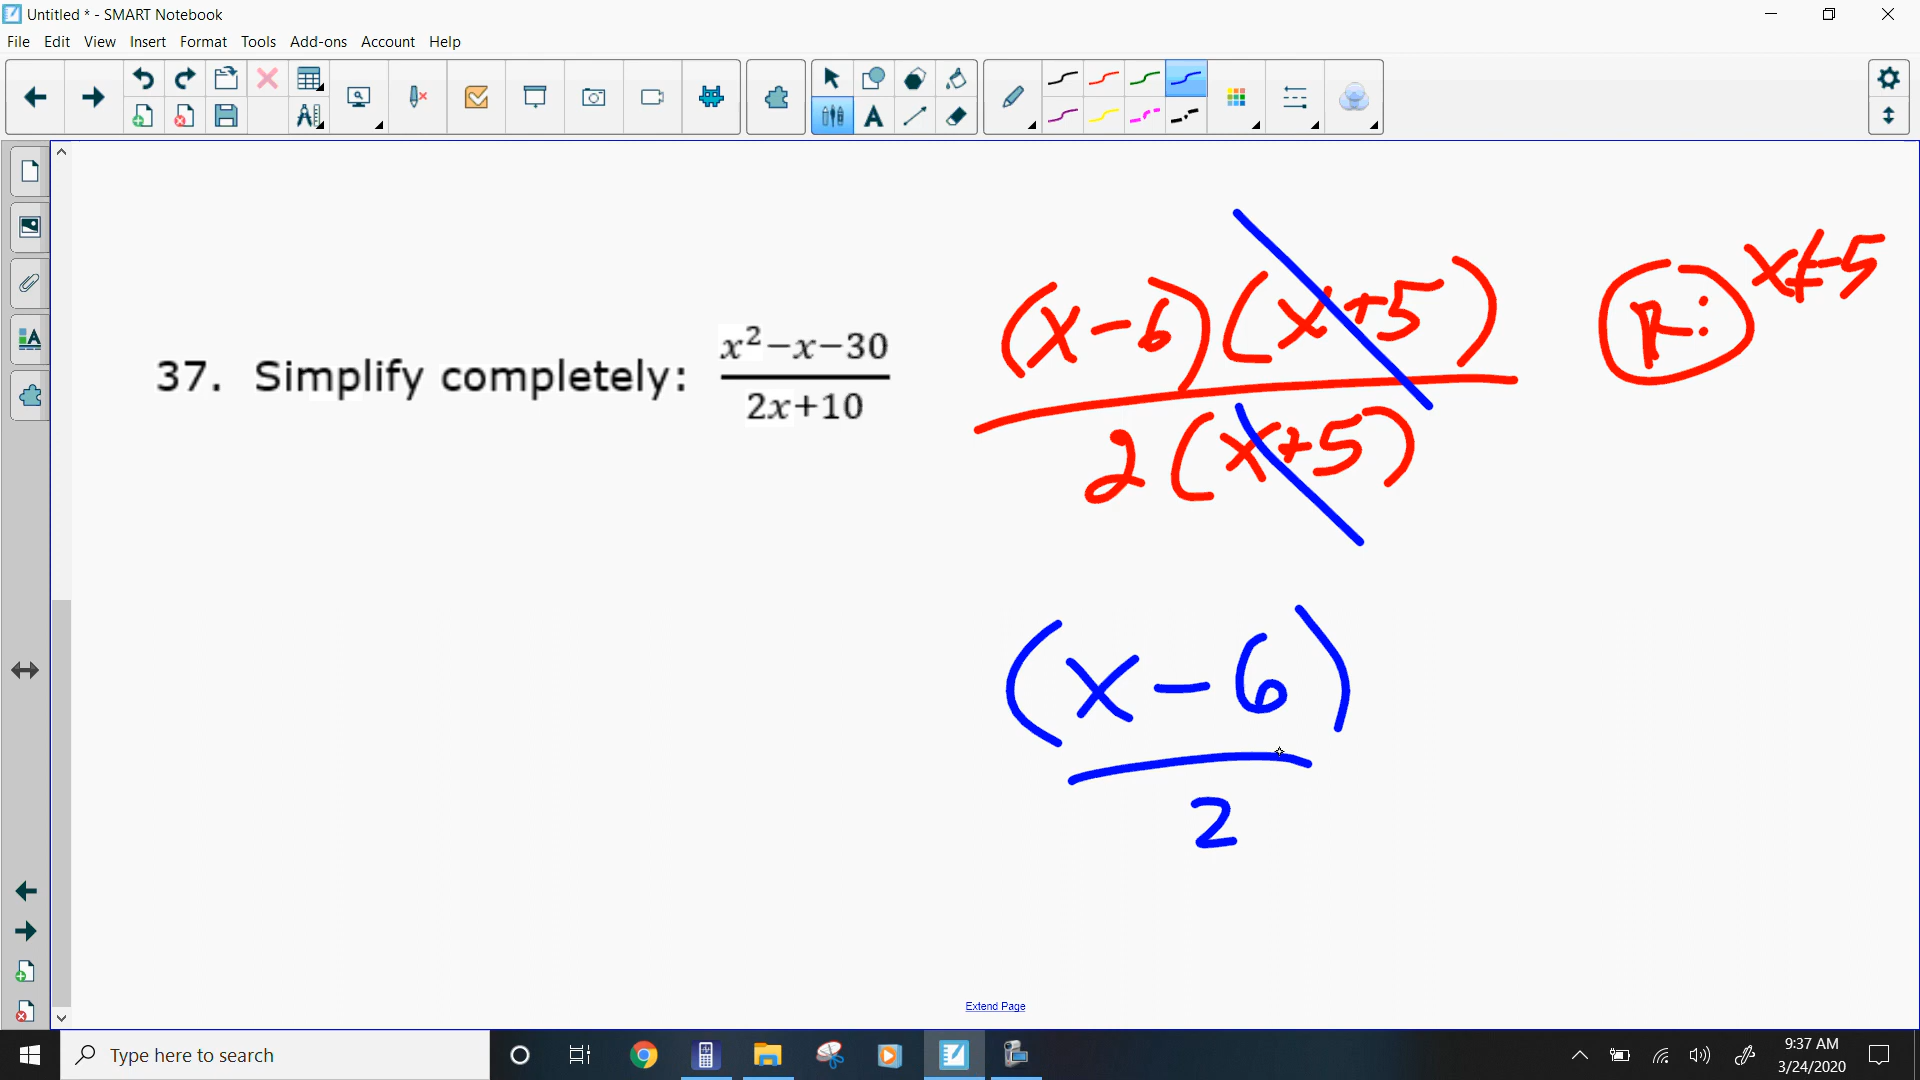 Untitled * - SMART Notebook
File Edit View Insert Format Tools Add-ons Account Help
37. Simplify completely: x²−x−30
2x+10
(x-6)(x+5)
2(x+5)
R: x≠-5
(x-6)
2
Extend Page
Type here to search
9:37 AM
3/24/2020